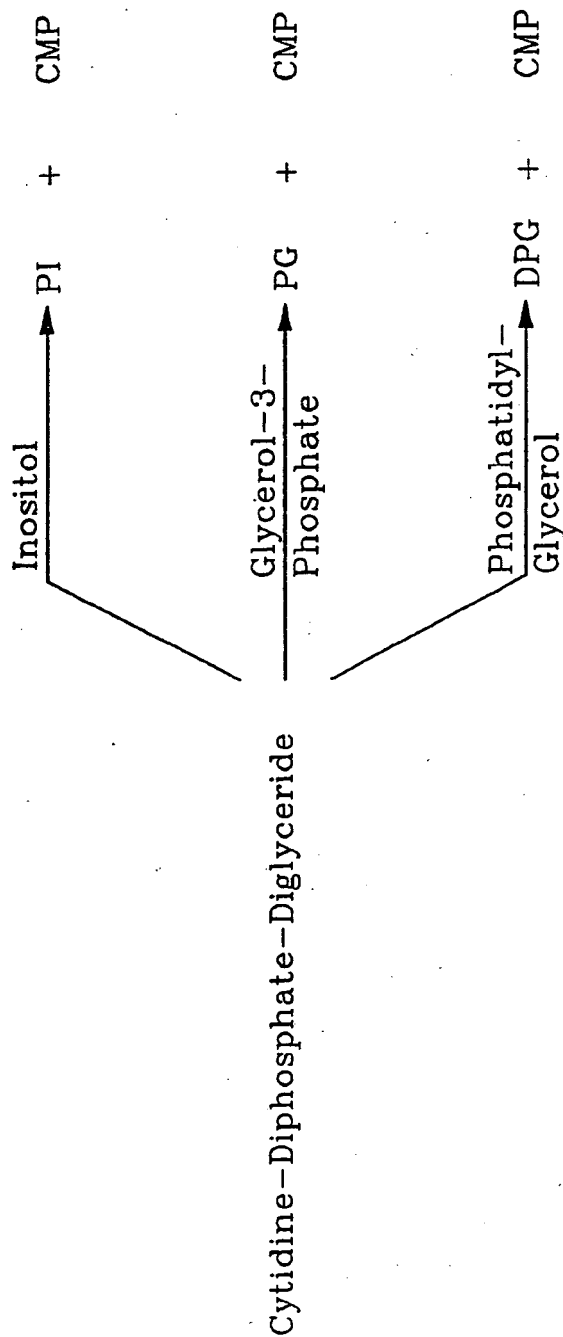 Inositol
PI + CMP
Cytidine-Diphosphate-Diglyceride
Glycerol-3-
Phosphate
PG + CMP
Phosphatidyl-
Glycerol
DPG + CMP